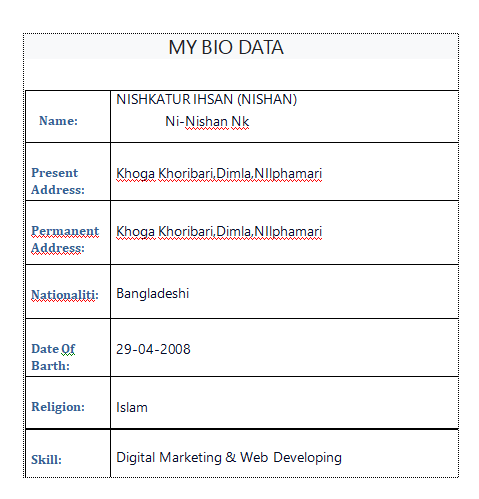 MY BIO DATA
Name:
NISHKATUR IHSAN (NISHAN)
Ni-Nishan Nk
Present
Address:
Khoga Khoribari,Dimla,NIlphamari
Permanent
Address:
Khoga Khoribari,Dimla,NIlphamari
Nationaliti:
Bangladeshi
Date Of
Barth:
29-04-2008
Religion:
Islam
Skill:
Digital Marketing & Web Developing